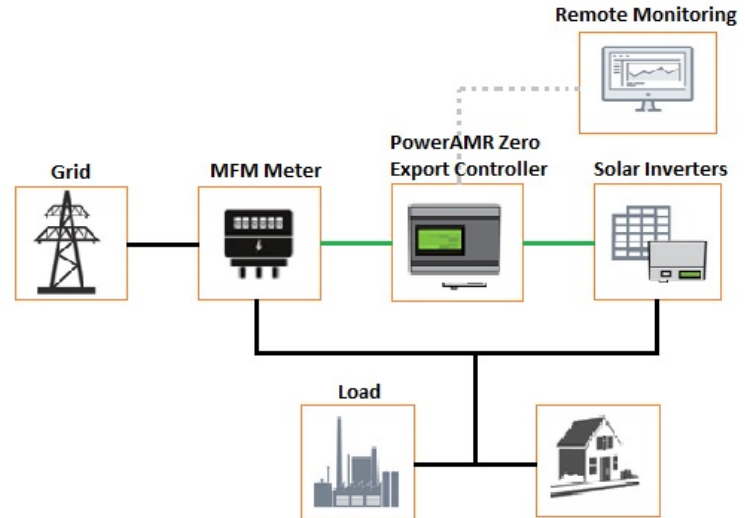 Remote Monitoring
PowerAMR Zero
Export Controller
Grid
MFM Meter
Solar Inverters
Load